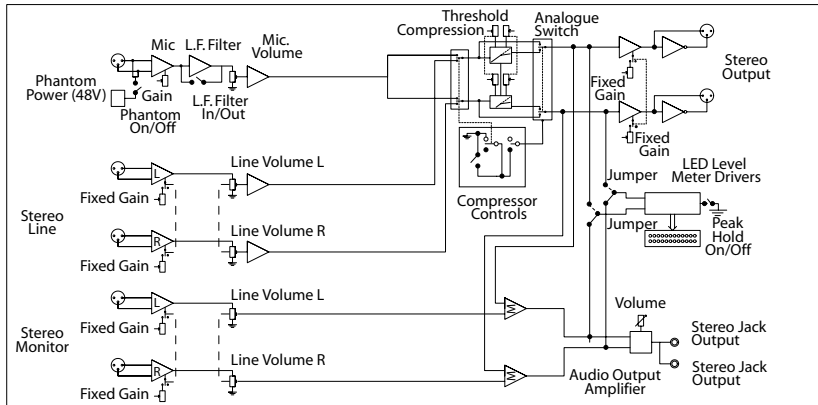 Threshold
Compression
Analogue
Switch
Mic
L.F. Filter
Mic.
Volume
Phantom
Power (48V)
Gain
Phantom
On/Off
L.F. Filter
In/Out
Fixed
Gain
Stereo
Output
Fixed
Gain
Compressor
Controls
Jumper
LED Level
Meter Drivers
Jumper
Peak
Hold
On/Off
Stereo
Line
L
Fixed Gain
Line Volume L
R
Fixed Gain
Line Volume R
Stereo
Monitor
L
Fixed Gain
Line Volume L
R
Fixed Gain
Line Volume R
M
M
Volume
Audio Output
Amplifier
Stereo Jack
Output
Stereo Jack
Output